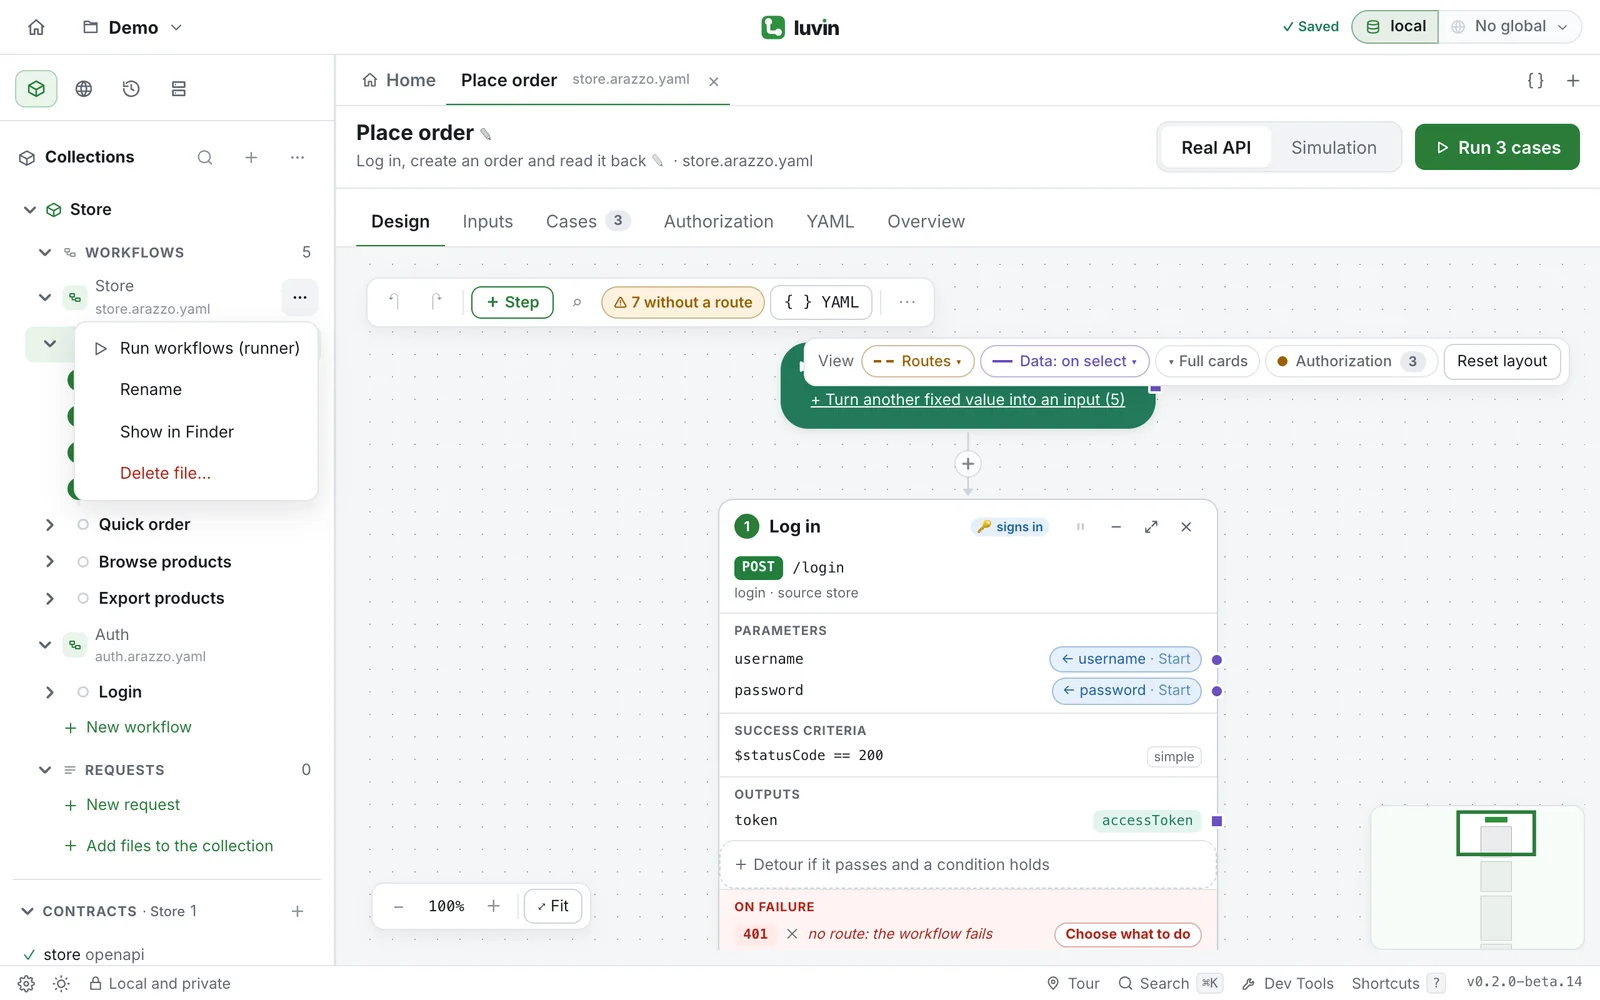 Demo
luvin
Saved
local
No global
Home
Place order store.arazzo.yaml
Collections
Store
WORKFLOWS 5
Store
store.arazzo.yaml
Run workflows (runner)
Rename
Show in Finder
Delete file...
Quick order
Browse products
Export products
Auth
auth.arazzo.yaml
Login
+ New workflow
REQUESTS 0
+ New request
+ Add files to the collection
CONTRACTS · Store 1
store openapi
Place order
Log in, create an order and read it back · store.arazzo.yaml
Real API
Simulation
Run 3 cases
Design
Inputs
Cases 3
Authorization
YAML
Overview
+ Step
7 without a route
{ } YAML
View
Routes
Data: on select
Full cards
Authorization 3
Reset layout
+ Turn another fixed value into an input (5)
1 Log in
signs in
POST /login
login · source store
PARAMETERS
username ← username · Start
password ← password · Start
SUCCESS CRITERIA
$statusCode == 200 simple
OUTPUTS
token accessToken
+ Detour if it passes and a condition holds
ON FAILURE
401 × no route: the workflow fails
Choose what to do
− 100% +
Fit
Local and private
Tour
Search ⌘K
Dev Tools
Shortcuts ?
v0.2.0-beta.14